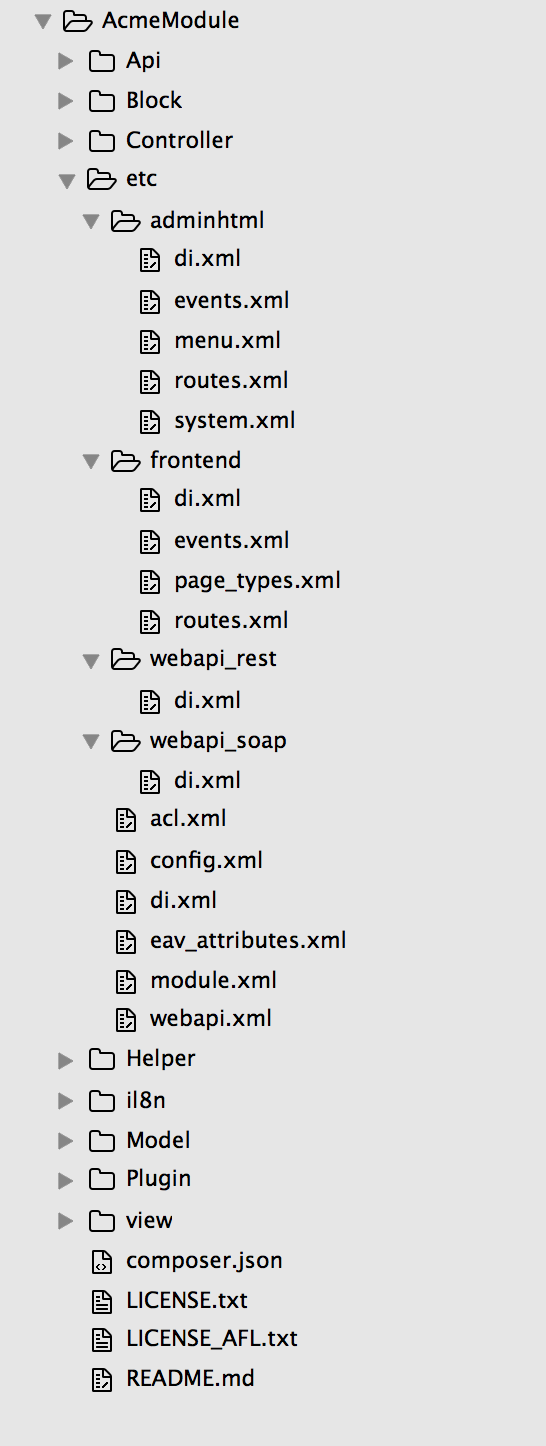 AcmeModule
Api
Block
Controller
etc
adminhtml
di.xml
events.xml
menu.xml
routes.xml
system.xml
frontend
di.xml
events.xml
page_types.xml
routes.xml
webapi_rest
di.xml
webapi_soap
di.xml
acl.xml
config.xml
di.xml
eav_attributes.xml
module.xml
webapi.xml
Helper
il8n
Model
Plugin
view
composer.json
LICENSE.txt
LICENSE_AFL.txt
README.md